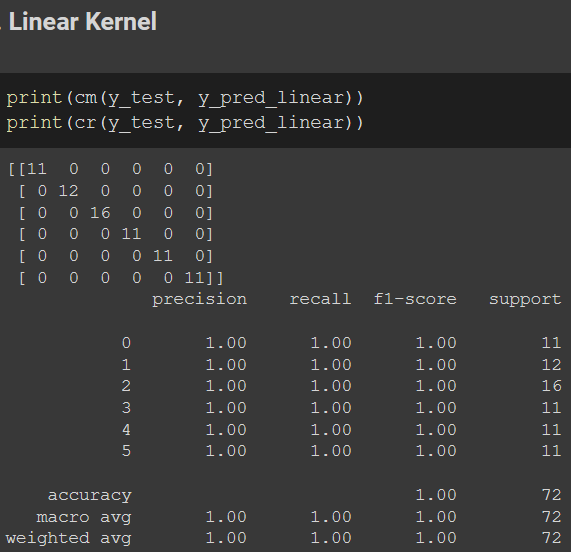 . Linear Kernel
print(cm(y_test, y_pred_linear))
print(cr(y_test, y_pred_linear))
[[11  0  0  0  0  0]
 [ 0 12  0  0  0  0]
 [ 0  0 16  0  0  0]
 [ 0  0  0 11  0  0]
 [ 0  0  0  0 11  0]
 [ 0  0  0  0  0 11]]
              precision    recall  f1-score   support
           0       1.00      1.00      1.00        11
           1       1.00      1.00      1.00        12
           2       1.00      1.00      1.00        16
           3       1.00      1.00      1.00        11
           4       1.00      1.00      1.00        11
           5       1.00      1.00      1.00        11
    accuracy                           1.00        72
   macro avg       1.00      1.00      1.00        72
weighted avg       1.00      1.00      1.00        72